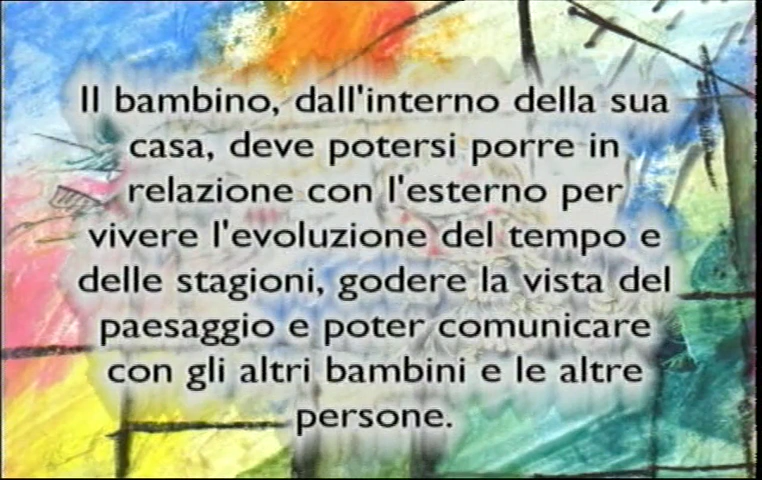 Il bambino, dall'interno della sua
casa, deve potersi porre in
relazione con l'esterno per
vivere l'evoluzione del tempo e
delle stagioni, godere la vista del
paesaggio e poter comunicare
con gli altri bambini e le altre
persone.